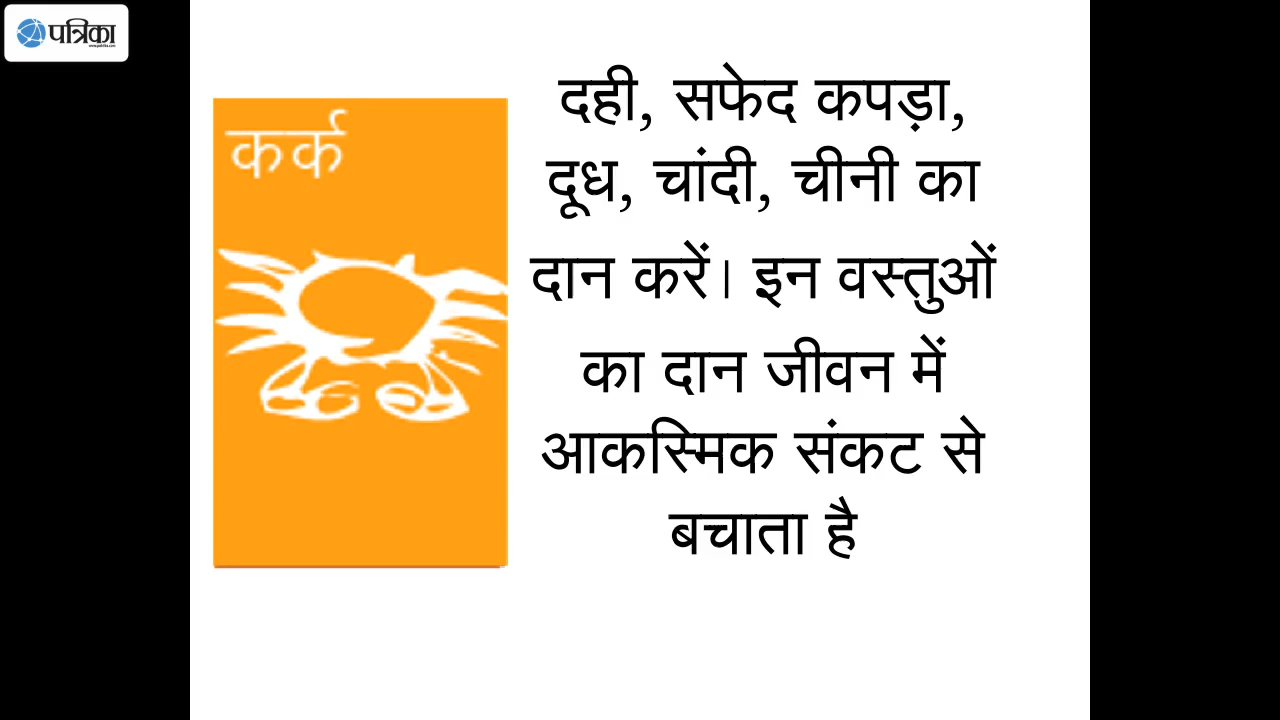 पत्रिका
कर्क
दही, सफेद कपड़ा,
दूध, चांदी, चीनी का
दान करें। इन वस्तुओं
का दान जीवन में
आकस्मिक संकट से
बचाता है